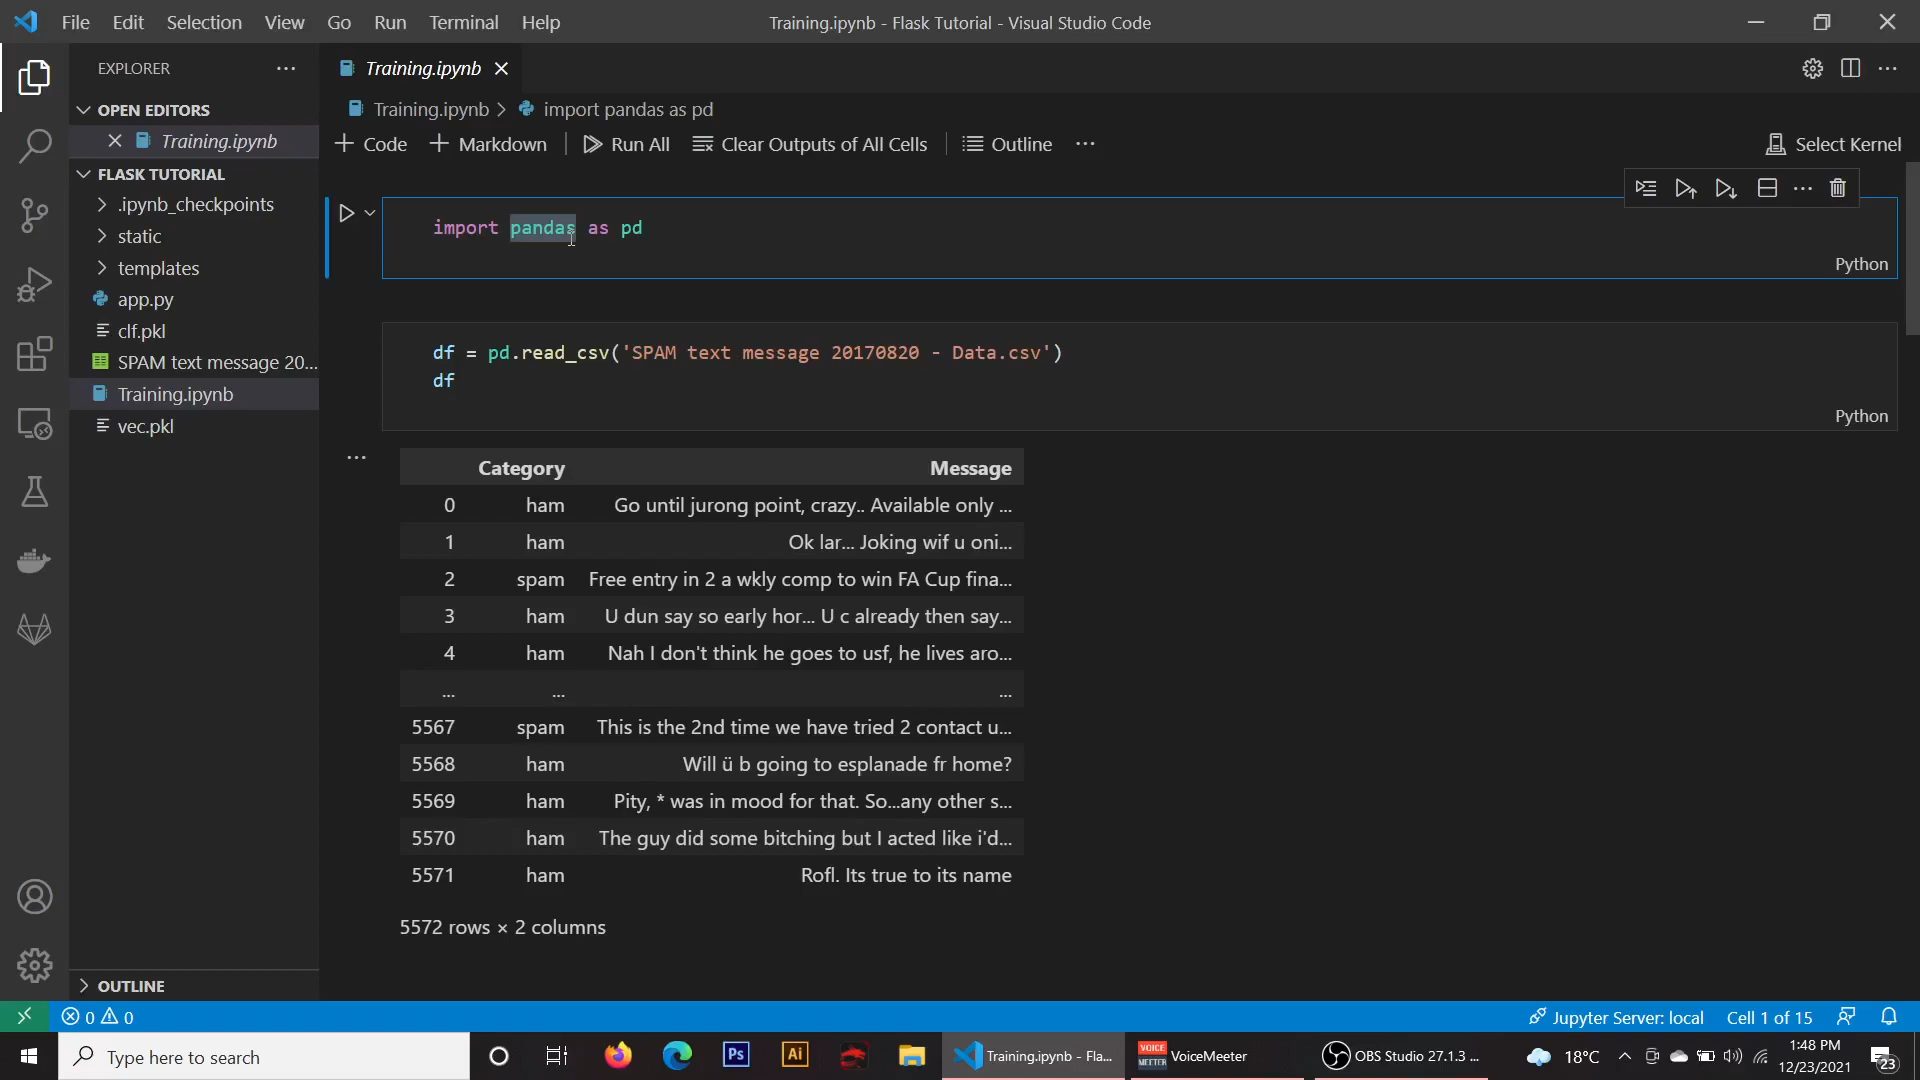 File Edit Selection View Go Run Terminal Help
Training.ipynb - Flask Tutorial - Visual Studio Code
EXPLORER
OPEN EDITORS
Training.ipynb
FLASK TUTORIAL
.ipynb_checkpoints
static
templates
app.py
clf.pkl
SPAM text message 20...
Training.ipynb
vec.pkl
OUTLINE
Training.ipynb
Training.ipynb > import pandas as pd
+ Code + Markdown Run All Clear Outputs of All Cells Outline ... Select Kernel
import pandas as pd
Python
df = pd.read_csv('SPAM text message 20170820 - Data.csv')
df
Python
...
Category Message
0 ham Go until jurong point, crazy.. Available only ...
1 ham Ok lar... Joking wif u oni...
2 spam Free entry in 2 a wkly comp to win FA Cup fina...
3 ham U dun say so early hor... U c already then say...
4 ham Nah I don't think he goes to usf, he lives aro...
... ... ...
5567 spam This is the 2nd time we have tried 2 contact u...
5568 ham Will ü b going to esplanade fr home?
5569 ham Pity, * was in mood for that. So...any other s...
5570 ham The guy did some bitching but I acted like i'd...
5571 ham Rofl. Its true to its name
5572 rows × 2 columns
0 0
Jupyter Server: local Cell 1 of 15
Type here to search
Ps
Ai
Training.ipynb - Fla...
VOICE MEETER
VoiceMeeter
OBS Studio 27.1.3 ...
18°C
1:48 PM
12/23/2021
23